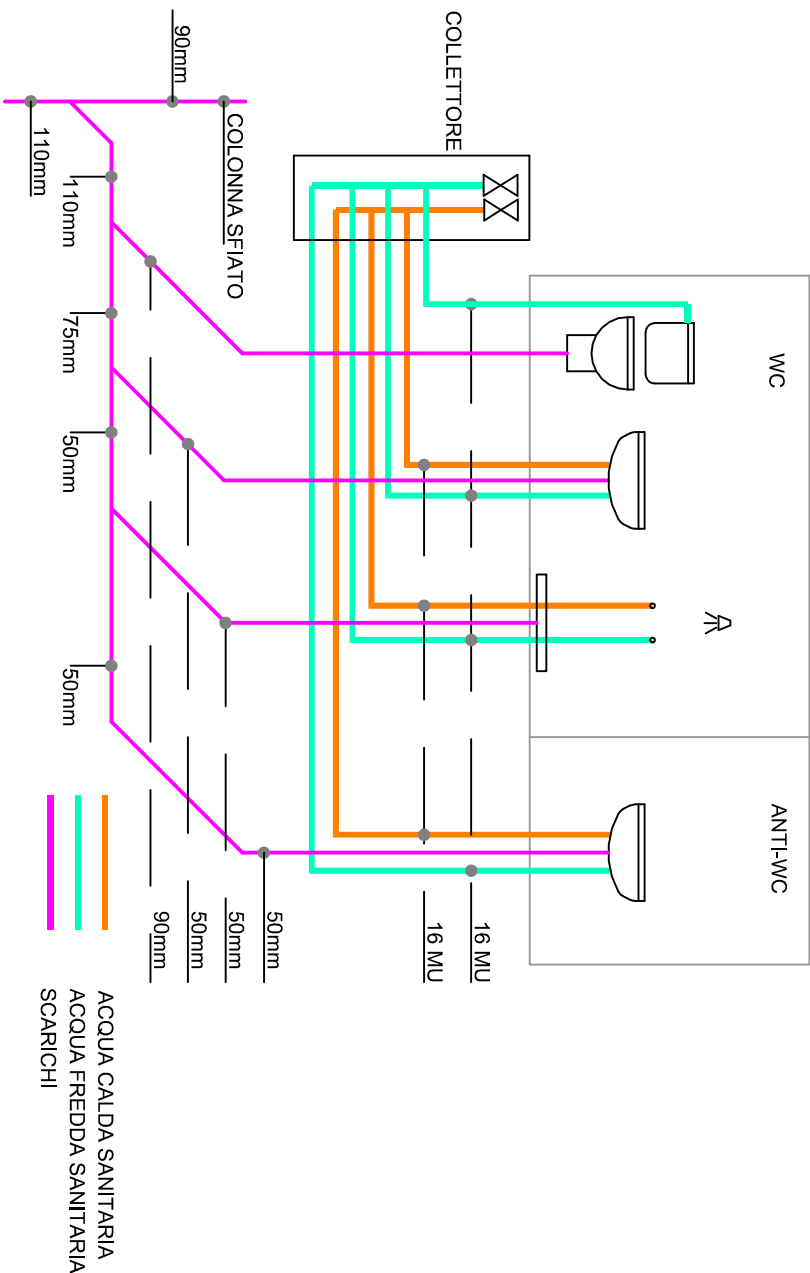 WC
ANTI-WC
16 MU
COLLETTORE
16 MU
50mm
COLONNA SFIATO
50mm
50mm
90mm
90mm
110mm
75mm
50mm
50mm
110mm
ACQUA CALDA SANITARIA
ACQUA FREDDA SANITARIA
SCARICHI